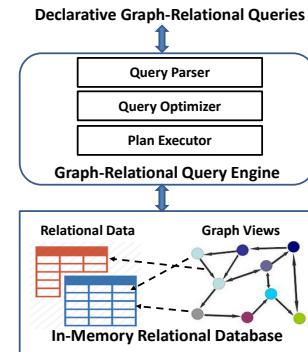 Declarative Graph-Relational Queries
Query Parser
Query Optimizer
Plan Executor
Graph-Relational Query Engine
Relational Data
Graph Views
In-Memory Relational Database